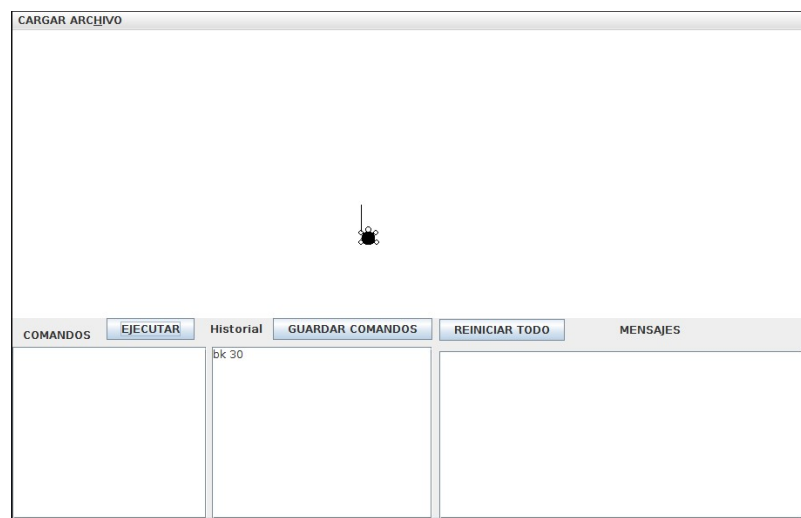 CARGAR ARCHIVO
COMANDOS EJECUTAR Historial GUARDAR COMANDOS REINICIAR TODO MENSAJES
bk 30